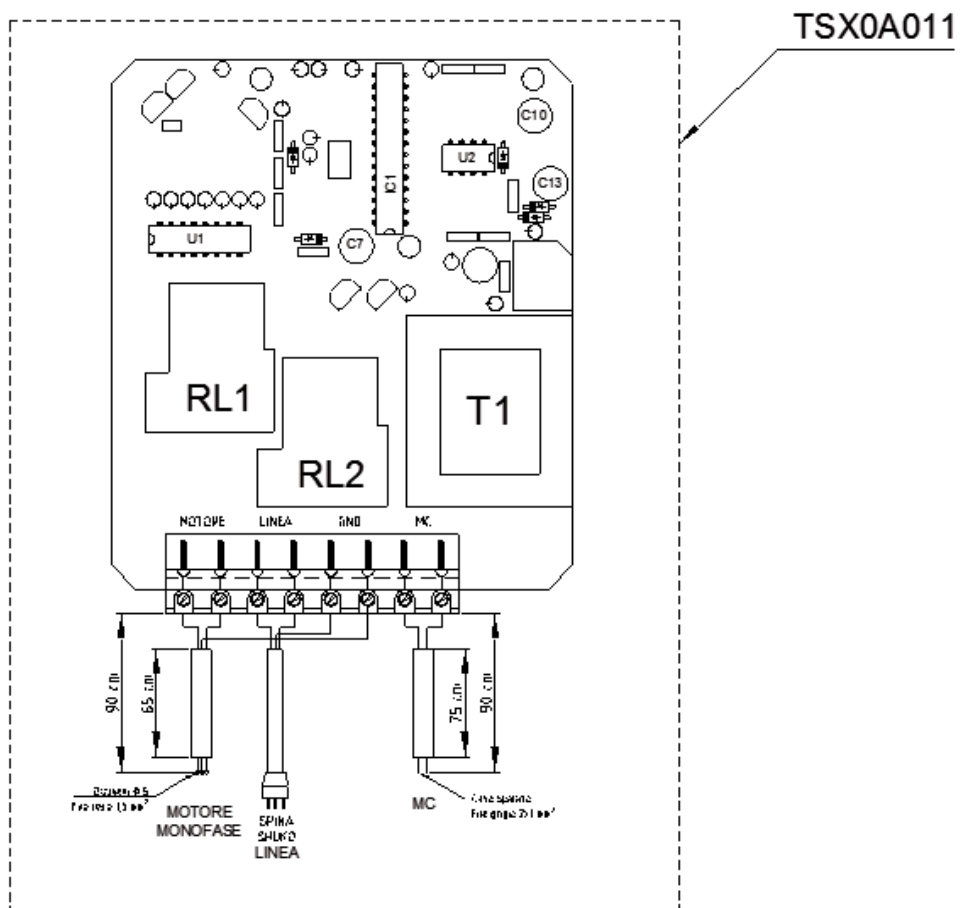 TSX0A011
C10
U2
IC1
C13
U1
C7
RL1
T1
RL2
MOTORE LINEA GND MC
90 cm
65 cm
75 cm
90 cm
MOTORE
MONOFASE
SPINA
SHUKO
LINEA
MC